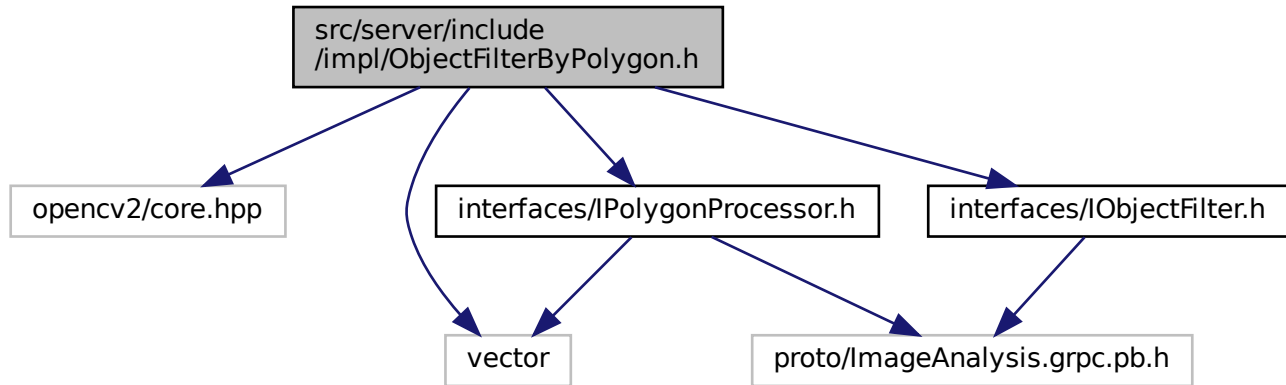 src/server/include
/impl/ObjectFilterByPolygon.h
opencv2/core.hpp
interfaces/IPolygonProcessor.h
interfaces/IObjectFilter.h
vector
proto/ImageAnalysis.grpc.pb.h